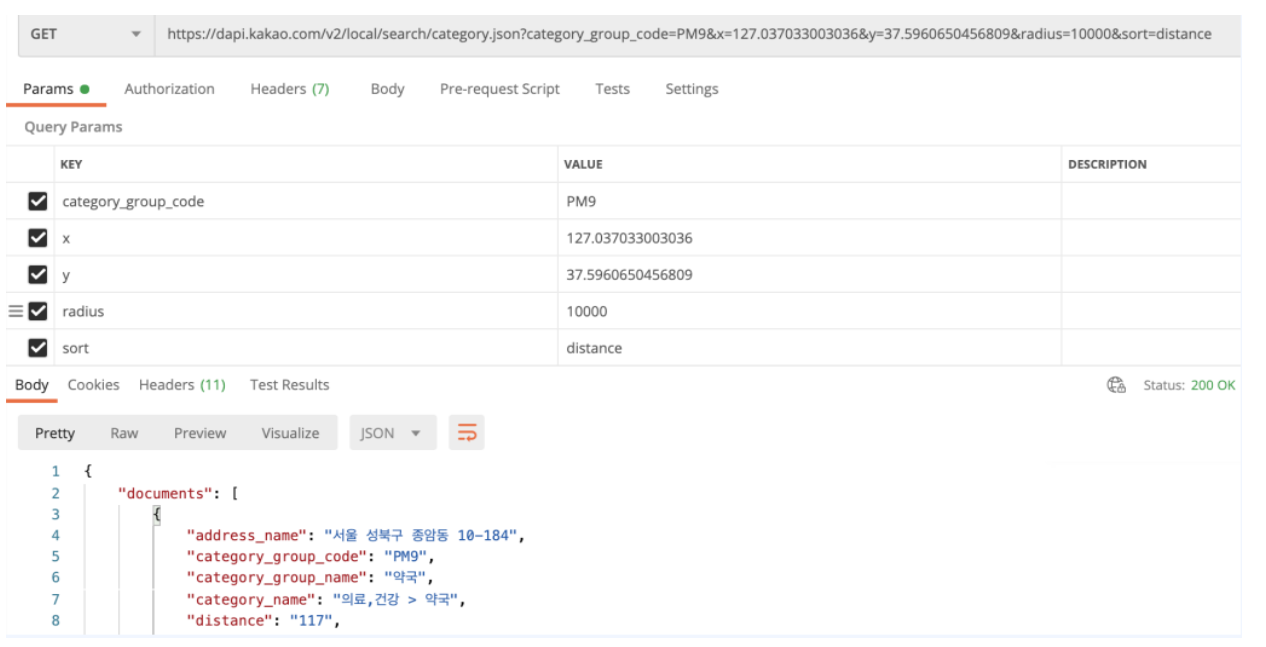 GET https://dapi.kakao.com/v2/local/search/category.json?category_group_code=PM9&x=127.037033003036&y=37.5960650456809&radius=10000&sort=distance
Params Authorization Headers (7) Body Pre-request Script Tests Settings
Query Params
KEY VALUE DESCRIPTION
category_group_code PM9
x 127.037033003036
y 37.5960650456809
radius 10000
sort distance
Body Cookies Headers (11) Test Results Status: 200 OK
Pretty Raw Preview Visualize JSON
1 {
2 "documents": [
3 {
4 "address_name": "서울 성북구 종암동 10-184",
5 "category_group_code": "PM9",
6 "category_group_name": "약국",
7 "category_name": "의료,건강 > 약국",
8 "distance": "117",